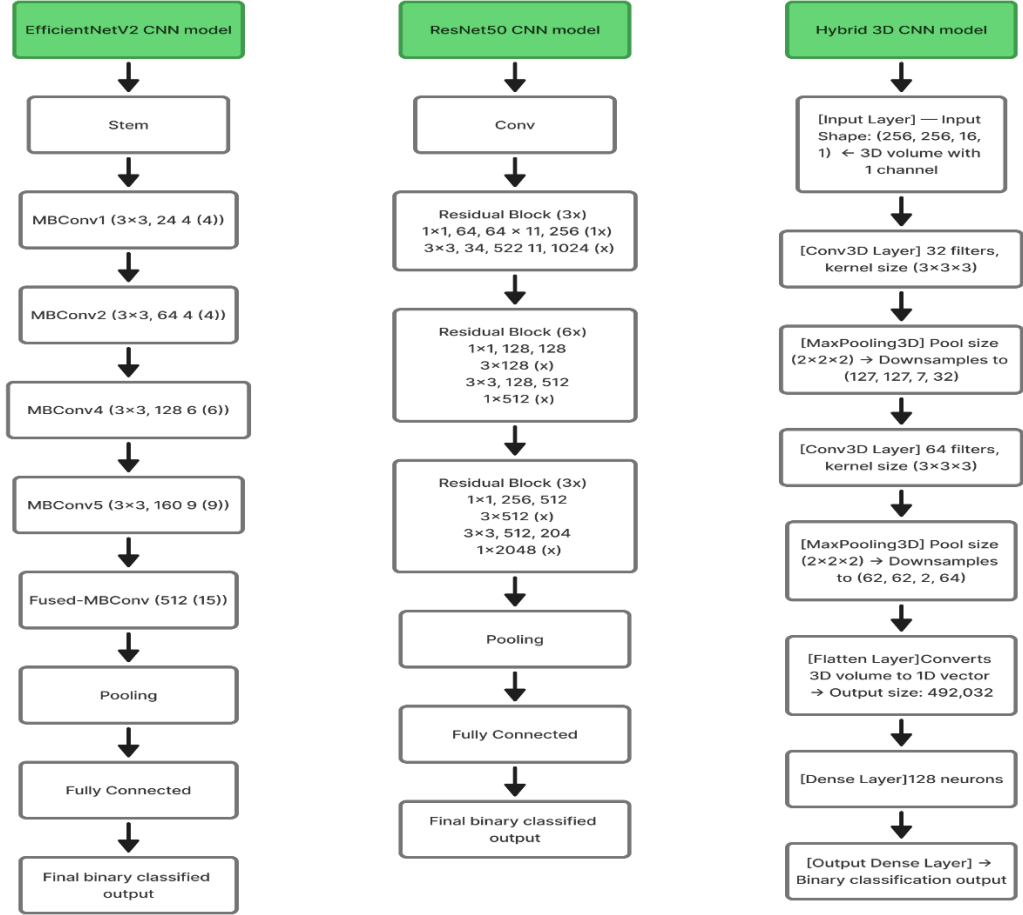 EfficientNetV2 CNN model
Stem
MBConv1 (3×3, 24 4 (4))
MBConv2 (3×3, 64 4 (4))
MBConv4 (3×3, 128 6 (6))
MBConv5 (3×3, 160 9 (9))
Fused-MBConv (512 (15))
Pooling
Fully Connected
Final binary classified
output
ResNet50 CNN model
Conv
Residual Block (3x)
1×1, 64, 64 × 11, 256 (1x)
3×3, 34, 522 11, 1024 (x)
Residual Block (6x)
1×1, 128, 128
3×128 (x)
3×3, 128, 512
1×512 (x)
Residual Block (3x)
1×1, 256, 512
3×512 (x)
3×3, 512, 204
1×2048 (x)
Pooling
Fully Connected
Final binary classified
output
Hybrid 3D CNN model
[Input Layer] — Input
Shape: (256, 256, 16,
1) ← 3D volume with
1 channel
[Conv3D Layer] 32 filters,
kernel size (3×3×3)
[MaxPooling3D] Pool size
(2×2×2) → Downsamples to
(127, 127, 7, 32)
[Conv3D Layer] 64 filters,
kernel size (3×3×3)
[MaxPooling3D] Pool size
(2×2×2) → Downsamples
to (62, 62, 2, 64)
[Flatten Layer]Converts
3D volume to 1D vector
→ Output size: 492,032
[Dense Layer]128 neurons
[Output Dense Layer] →
Binary classification output